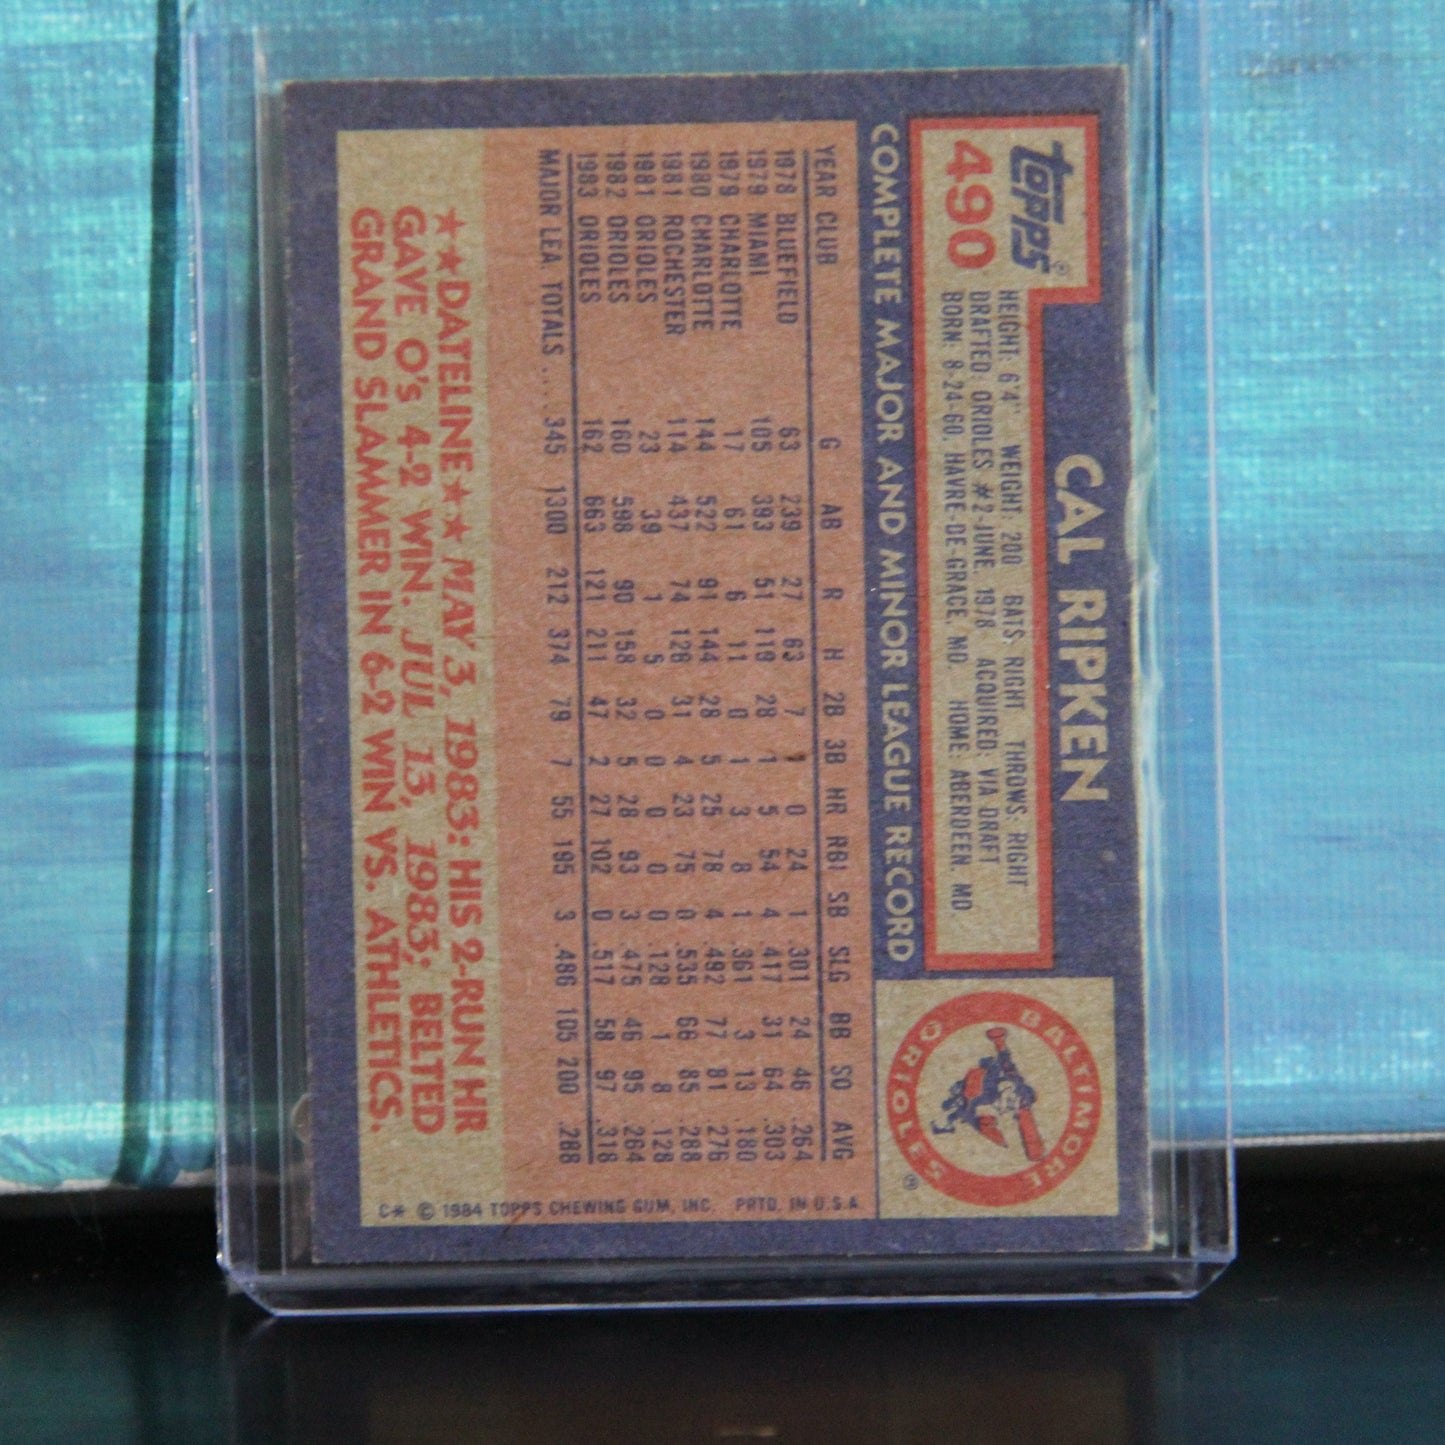 topps®
490
CAL RIPKEN
HEIGHT: 6'4" WEIGHT: 200 BATS: RIGHT THROWS: RIGHT
DRAFTED: ORIOLES #2-JUNE, 1978 ACQUIRED: VIA DRAFT
BORN: 8-24-60, HAVRE-DE-GRACE, MD. HOME: ABERDEEN, MD
BALTIMORE ORIOLES ®
COMPLETE MAJOR AND MINOR LEAGUE RECORD
YEAR CLUB G AB R H 2B 3B HR RBI SB SLG BB SO AVG
1978 BLUEFIELD 63 239 27 63 7 1 0 24 1 .301 24 46 .264
1979 MIAMI 105 393 51 119 28 1 5 54 4 .417 31 64 .303
1979 CHARLOTTE 17 61 6 11 0 1 3 8 1 .361 3 13 .180
1980 CHARLOTTE 144 522 91 144 28 5 25 78 4 .492 77 81 .276
1981 ROCHESTER 114 437 74 126 31 4 23 75 0 .535 66 85 .288
1981 ORIOLES 23 39 1 5 0 0 0 0 0 .128 1 8 .128
1982 ORIOLES 160 598 90 158 32 5 28 93 3 .475 46 95 .264
1983 ORIOLES 162 663 121 211 47 2 27 102 0 .517 58 97 .318
MAJOR LEA. TOTALS .... 345 1300 212 374 79 7 55 195 3 .486 105 200 .288
★★DATELINE★★ MAY 3, 1983: HIS 2-RUN HR
GAVE O's 4-2 WIN. JUL 13, 1983; BELTED
GRAND SLAMMER IN 6-2 WIN VS. ATHLETICS.
C* © 1984 TOPPS CHEWING GUM, INC. PRTD. IN U.S.A